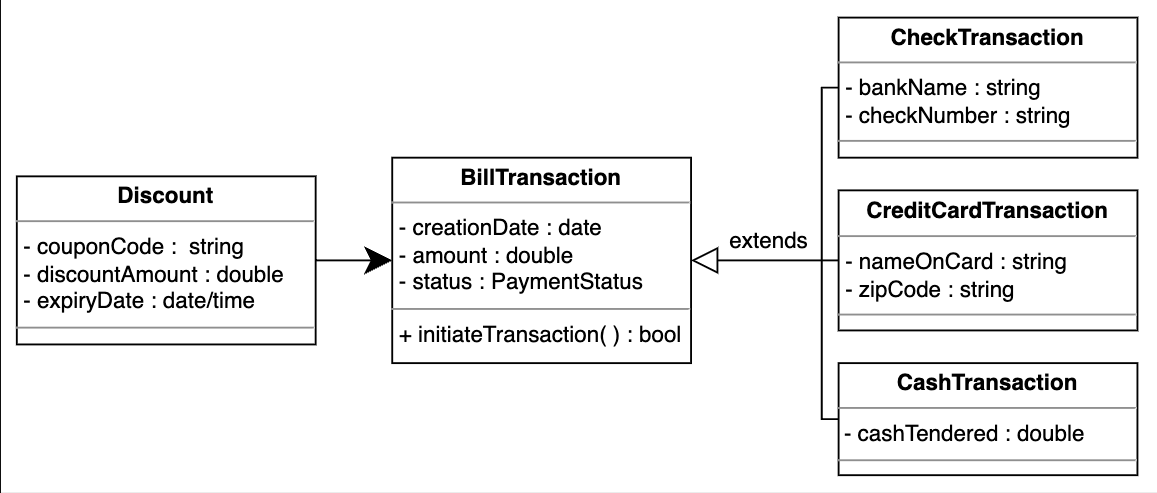 Discount
- couponCode :  string
- discountAmount : double
- expiryDate : date/time
BillTransaction
- creationDate : date
- amount : double
- status : PaymentStatus
+ initiateTransaction( ) : bool
extends
CheckTransaction
- bankName : string
- checkNumber : string
CreditCardTransaction
- nameOnCard : string
- zipCode : string
CashTransaction
- cashTendered : double